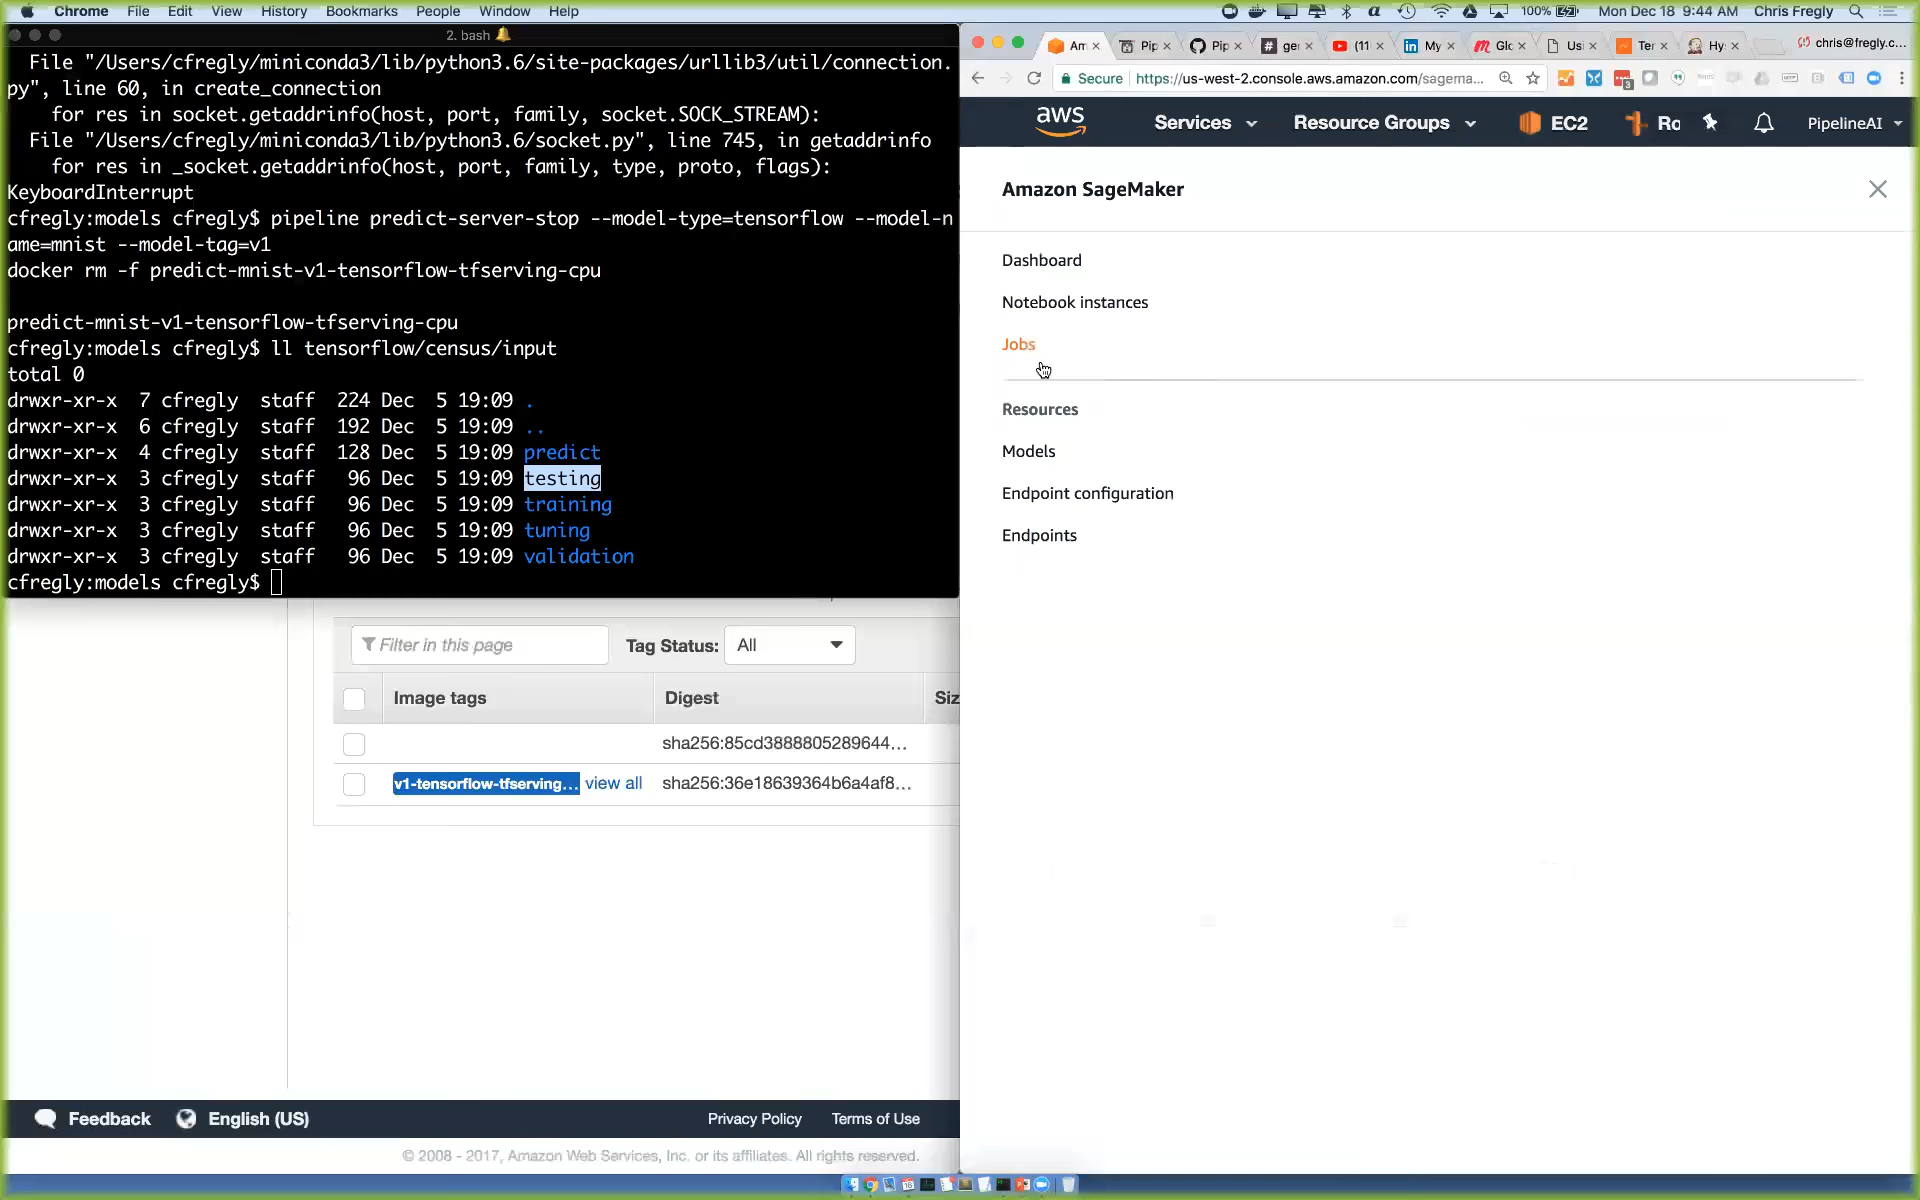 Chrome File Edit View History Bookmarks People Window Help
100% Mon Dec 18 9:44 AM Chris Fregly
2. bash
File "/Users/cfregly/miniconda3/lib/python3.6/site-packages/urllib3/util/connection.
py", line 60, in create_connection
for res in socket.getaddrinfo(host, port, family, socket.SOCK_STREAM):
File "/Users/cfregly/miniconda3/lib/python3.6/socket.py", line 745, in getaddrinfo
for res in _socket.getaddrinfo(host, port, family, type, proto, flags):
KeyboardInterrupt
cfregly:models cfregly$ pipeline predict-server-stop --model-type=tensorflow --model-n
ame=mnist --model-tag=v1
docker rm -f predict-mnist-v1-tensorflow-tfserving-cpu
predict-mnist-v1-tensorflow-tfserving-cpu
cfregly:models cfregly$ ll tensorflow/census/input
total 0
drwxr-xr-x 7 cfregly staff 224 Dec 5 19:09 .
drwxr-xr-x 6 cfregly staff 192 Dec 5 19:09 ..
drwxr-xr-x 4 cfregly staff 128 Dec 5 19:09 predict
drwxr-xr-x 3 cfregly staff 96 Dec 5 19:09 testing
drwxr-xr-x 3 cfregly staff 96 Dec 5 19:09 training
drwxr-xr-x 3 cfregly staff 96 Dec 5 19:09 tuning
drwxr-xr-x 3 cfregly staff 96 Dec 5 19:09 validation
cfregly:models cfregly$
Filter in this page Tag Status: All
Image tags Digest Siz
sha256:85cd3888805289644...
v1-tensorflow-tfserving... view all sha256:36e18639364b6a4af8...
Feedback English (US) Privacy Policy Terms of Use
© 2008 - 2017, Amazon Web Services, Inc. or its affiliates. All rights reserved.
Am Pip Pip ge (11 My Glo Usi Ter Hy chris@fregly.c...
Secure https://us-west-2.console.aws.amazon.com/sagema...
aws Services Resource Groups EC2 Ro PipelineAI
Amazon SageMaker
Dashboard
Notebook instances
Jobs
Resources
Models
Endpoint configuration
Endpoints